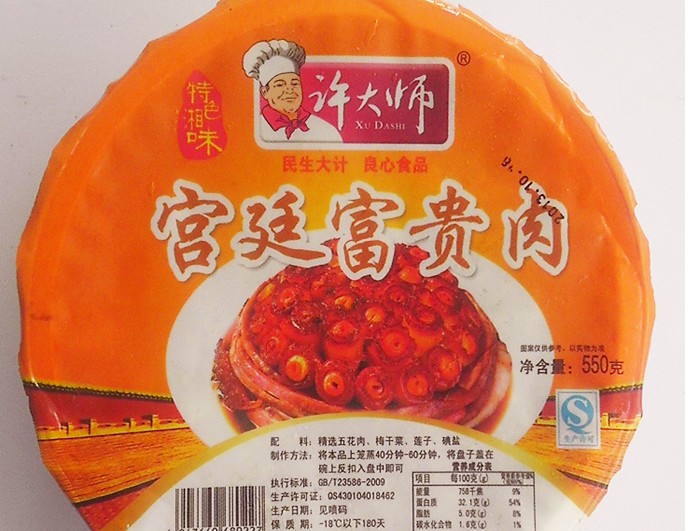 特色湘味
许大师
®
XU DASHI
民生大计 良心食品
2013.10.16
宫廷富贵肉
图案仅供参考，以实物为准
净含量：550克
QS
生产许可
配 料：精选五花肉、梅干菜、莲子、碘盐
制作方法：将本品上笼蒸40分钟-60分钟，将盘子盖在
碗上反扣入盘中即可
执行标准：GB/T23586-2009
生产许可证：QS430104018462
生产日期：见喷码
保 质 期：-18℃以下180天
营养成分表
项目 每100克(g)
能量 758千焦 9%
蛋白质 32.1克(g) 54%
脂肪 5.0克(g) 8%
碳水化合物 1.6克(g) 1%